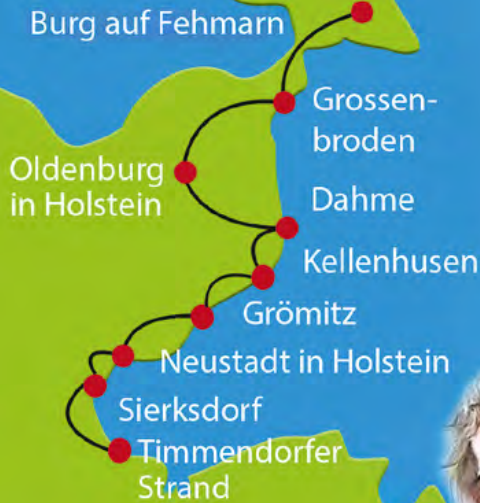 Burg auf Fehmarn
Grossen-
broden
Oldenburg
in Holstein
Dahme
Kellenhusen
Grömitz
Neustadt in Holstein
Sierksdorf
Timmendorfer
Strand